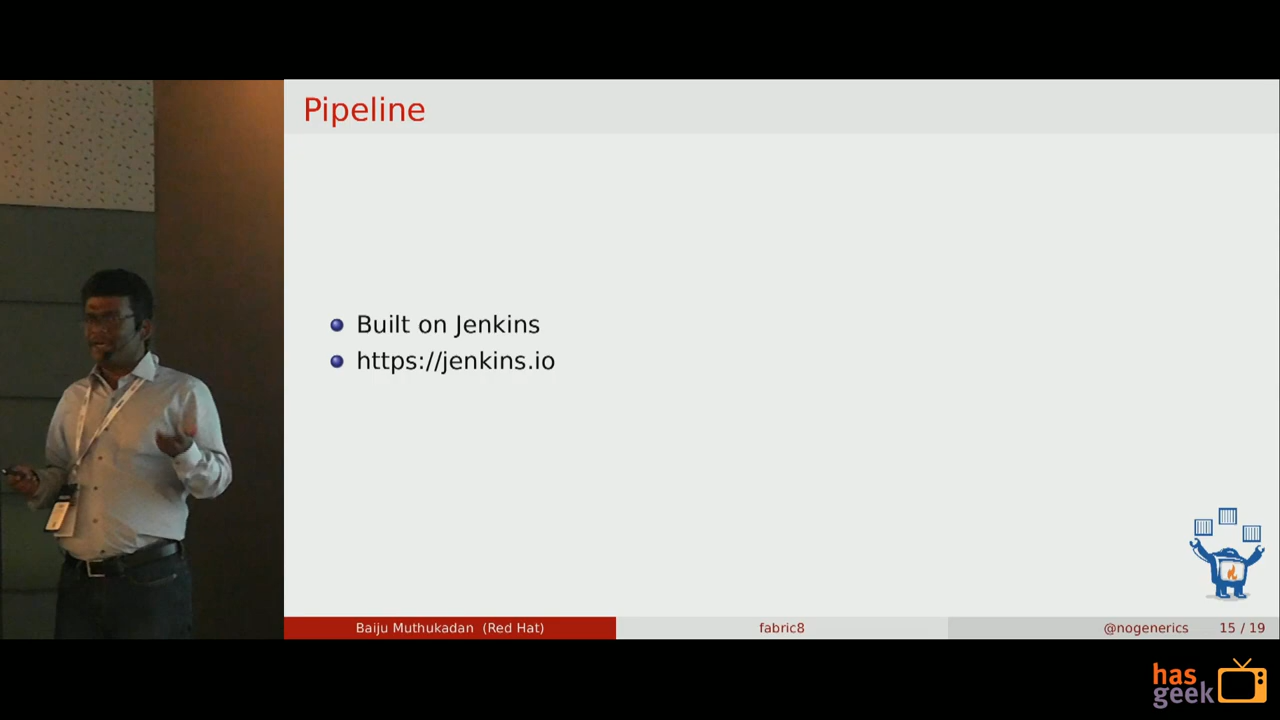 Pipeline
Built on Jenkins
https://jenkins.io
Baiju Muthukadan (Red Hat)
fabric8
@nogenerics
15 / 19
has
geek